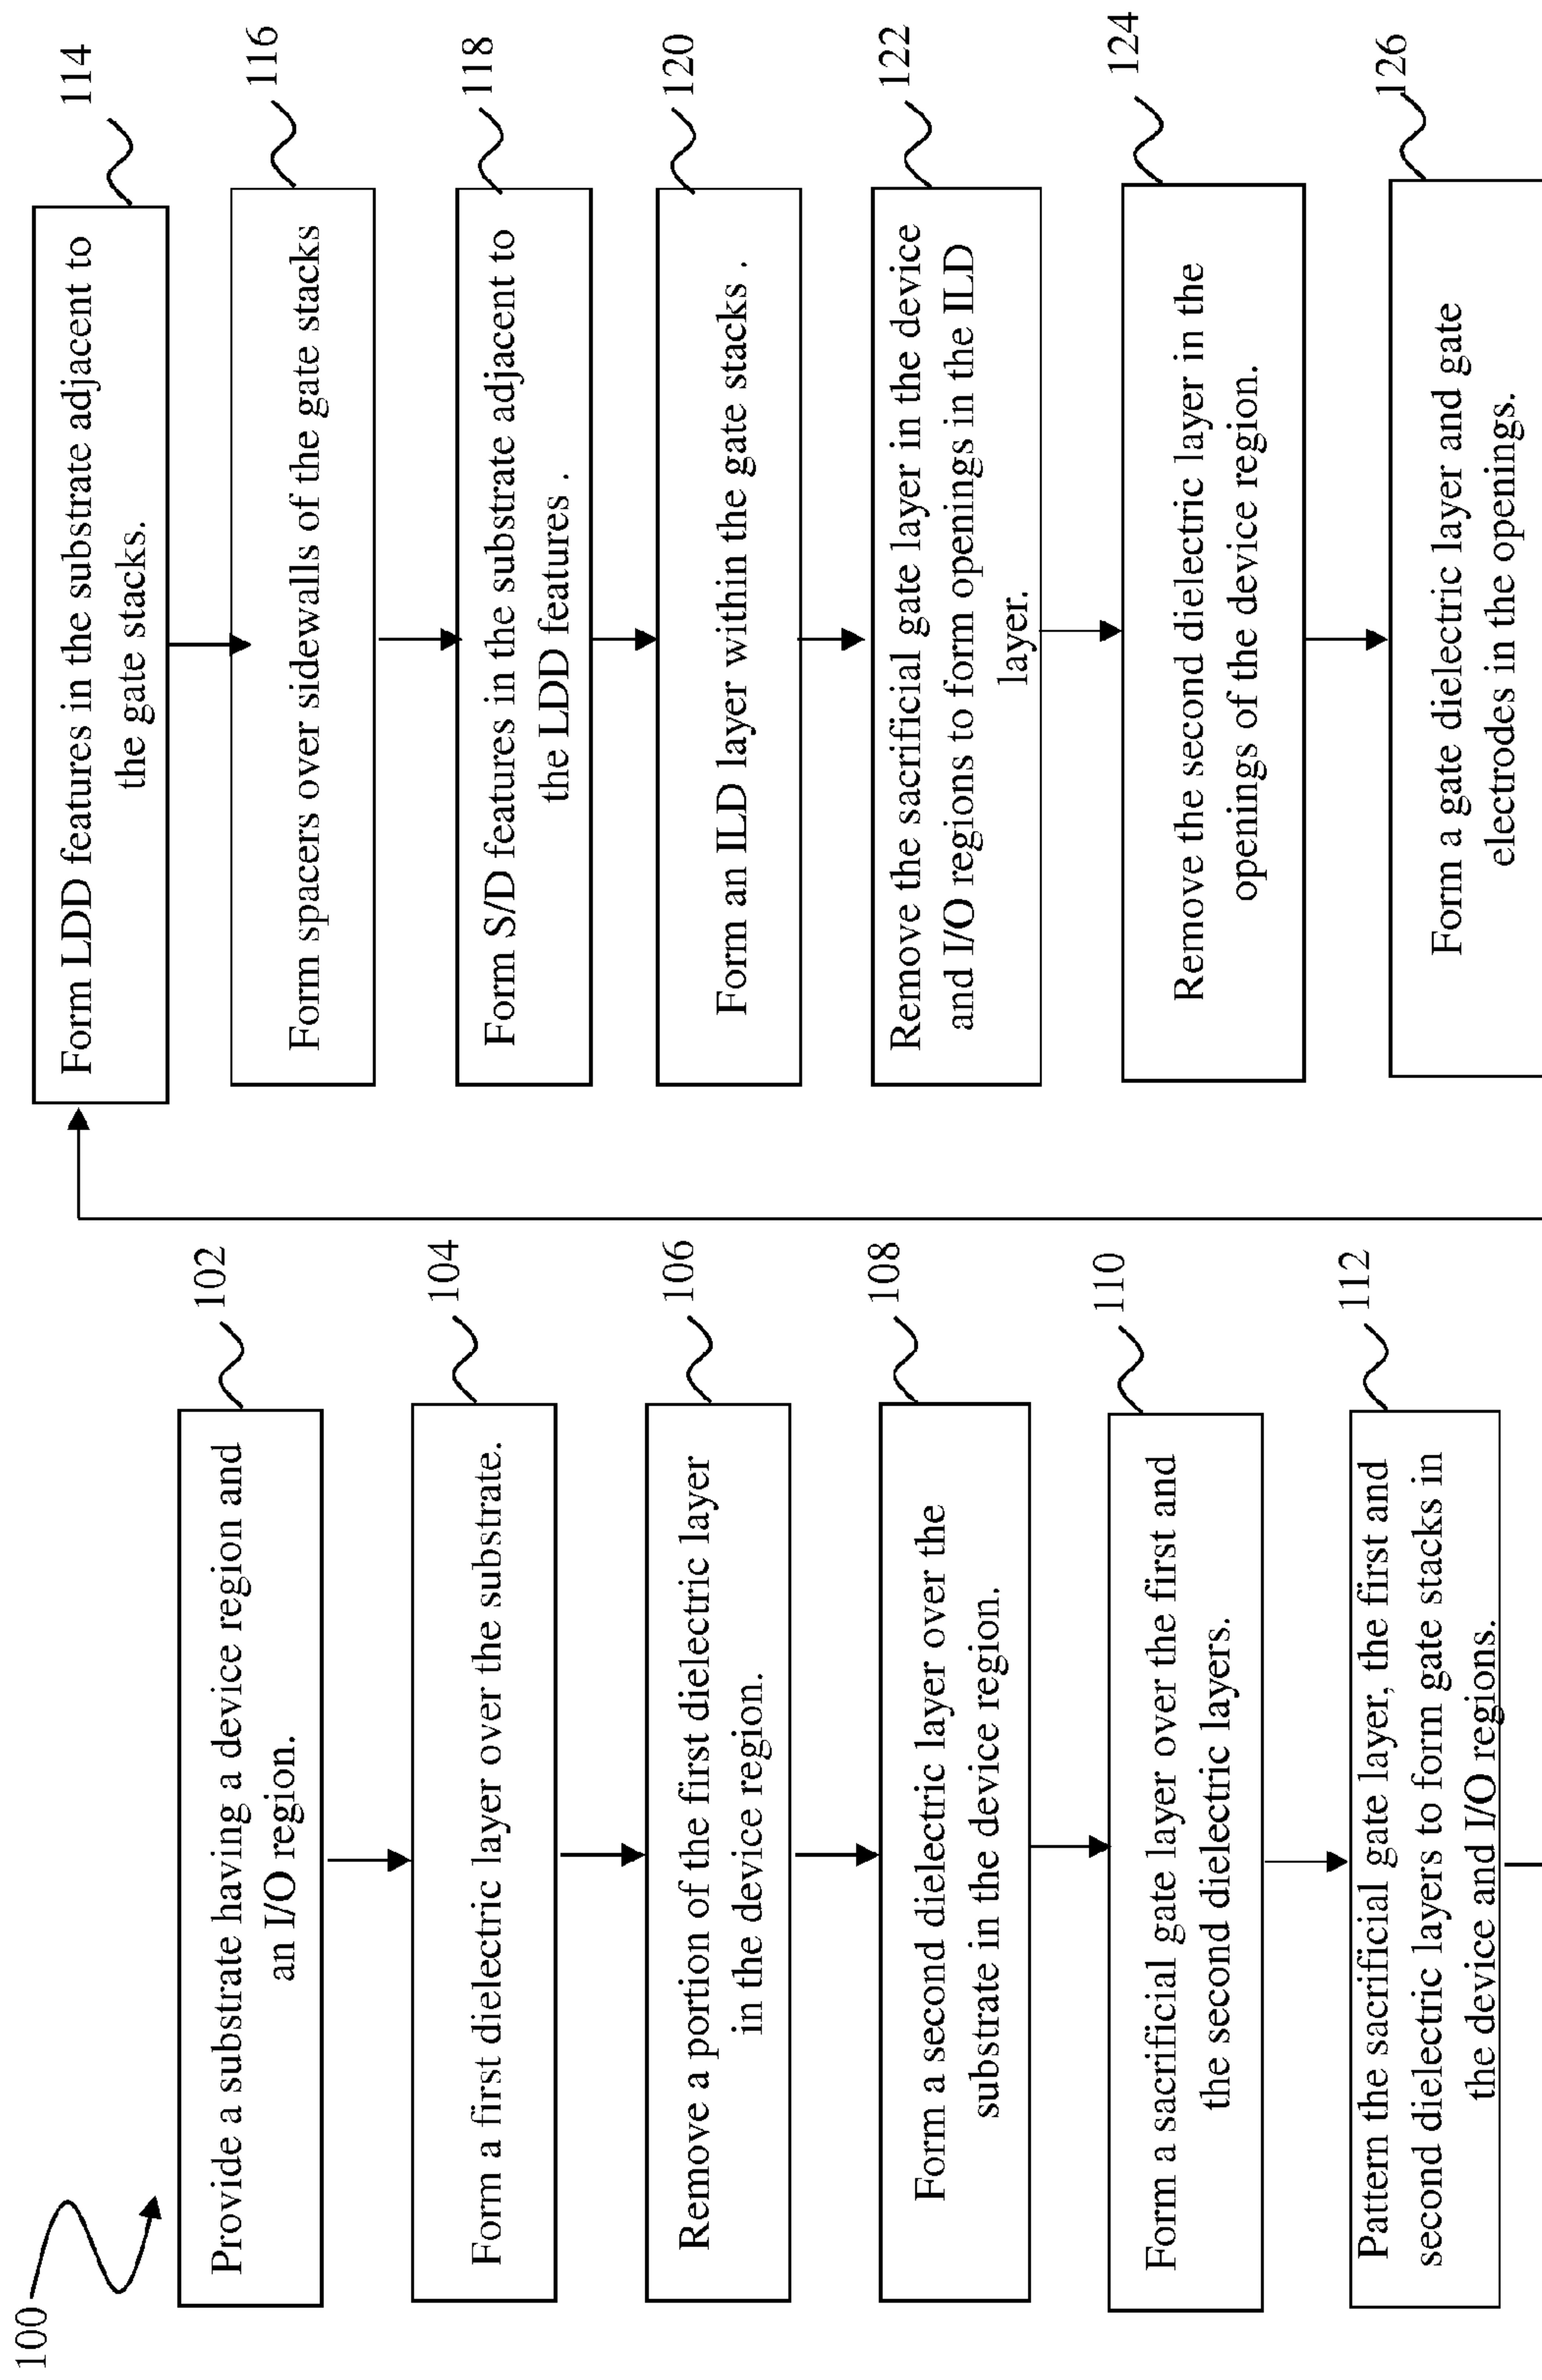 100
102
Provide a substrate having a device region and
an I/O region.
104
Form a first dielectric layer over the substrate.
106
Remove a portion of the first dielectric layer
in the device region.
108
Form a second dielectric layer over the
substrate in the device region.
110
Form a sacrificial gate layer over the first and
the second dielectric layers.
112
Pattern the sacrificial gate layer, the first and
second dielectric layers to form gate stacks in
the device and I/O regions.
114
Form LDD features in the substrate adjacent to
the gate stacks.
116
Form spacers over sidewalls of the gate stacks
118
Form S/D features in the substrate adjacent to
the LDD features .
120
Form an ILD layer within the gate stacks .
122
Remove the sacrificial gate layer in the device
and I/O regions to form openings in the ILD
layer.
124
Remove the second dielectric layer in the
openings of the device region.
126
Form a gate dielectric layer and gate
electrodes in the openings.